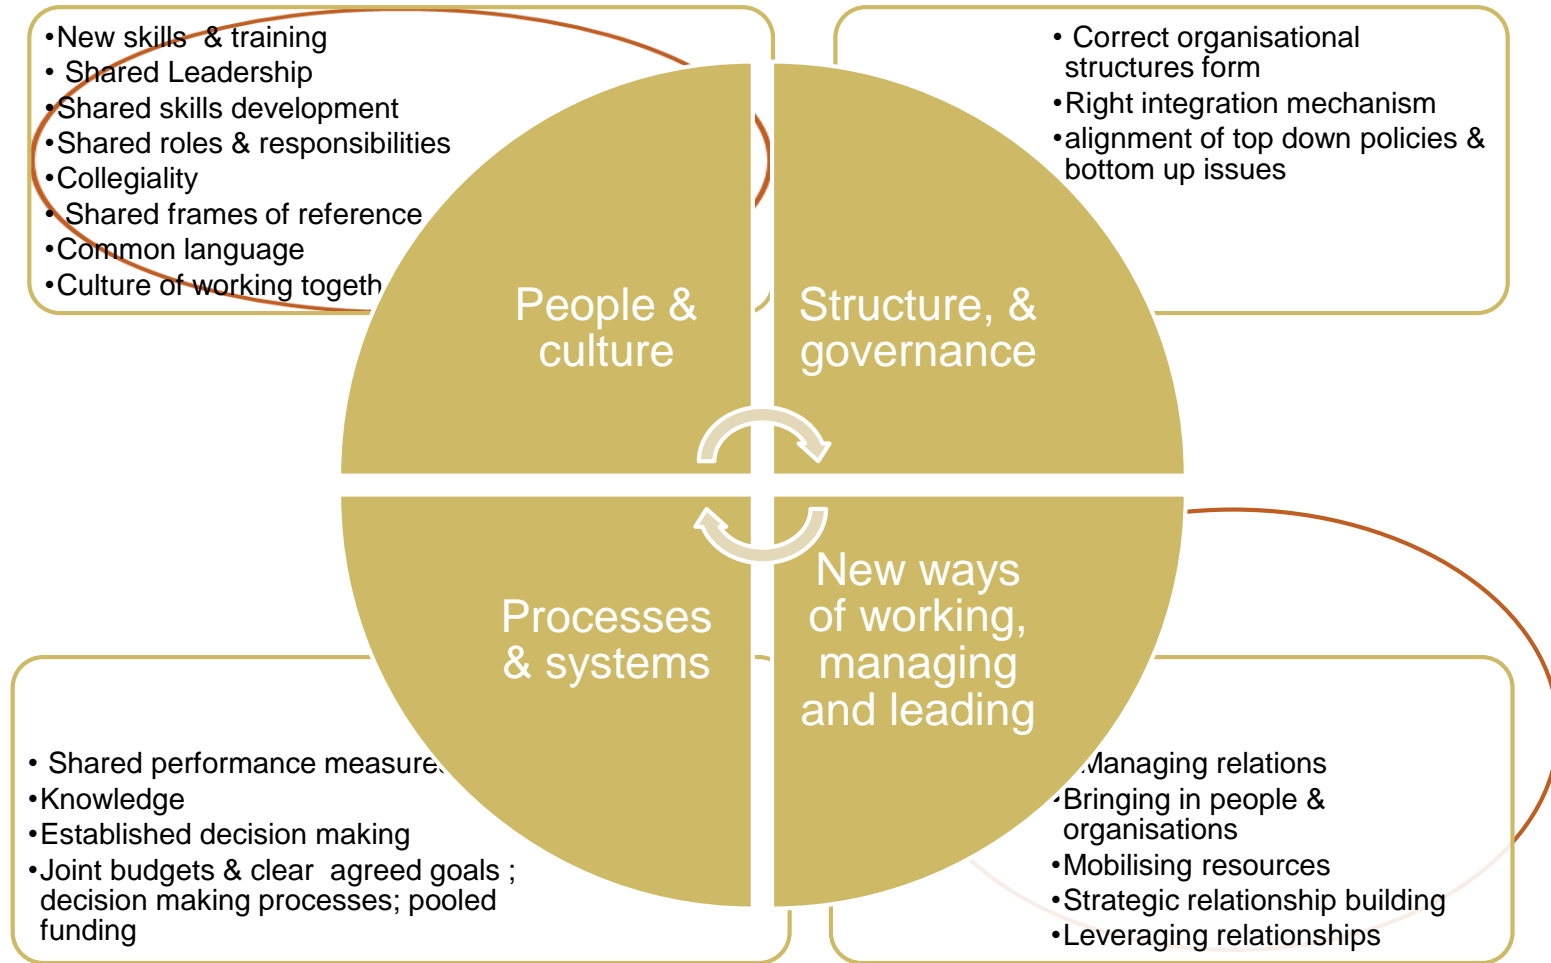 •New skills & training
• Shared Leadership
•Shared skills development
•Shared roles & responsibilities
•Collegiality
• Shared frames of reference
•Common language
•Culture of working togeth
• Correct organisational
structures form
•Right integration mechanism
•alignment of top down policies &
bottom up issues
People &
culture
Structure, &
governance
Processes
& systems
New ways
of working,
managing
and leading
• Shared performance measures
•Knowledge
•Established decision making
•Joint budgets & clear agreed goals ;
decision making processes; pooled
funding
Managing relations
•Bringing in people &
organisations
•Mobilising resources
•Strategic relationship building
•Leveraging relationships